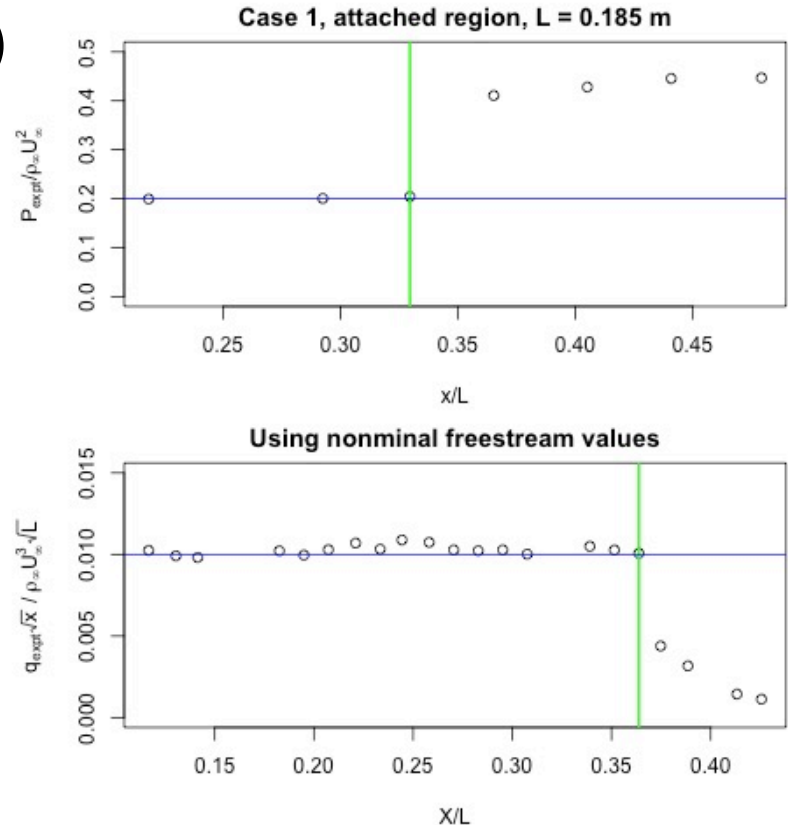 )
Case 1, attached region, L = 0.185 m
0.5
0.4
0.3
0.2
0.1
0.0
P_expt/ρ∞U²∞
0.25 0.30 0.35 0.40 0.45
x/L
Using nonminal freestream values
0.015
0.010
0.005
0.000
q_expt√x / ρ∞U³∞√L
0.15 0.20 0.25 0.30 0.35 0.40
X/L